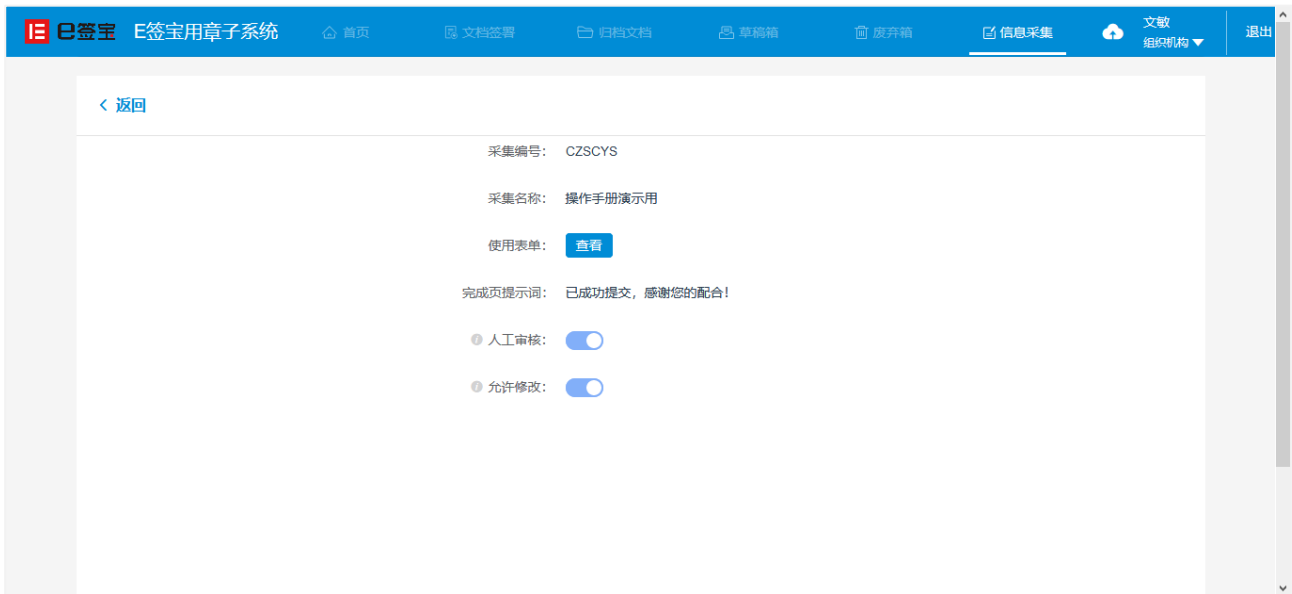 e签宝 E签宝用章子系统 首页 文档签署 归档文档 草稿箱 废弃箱 信息采集 文敏 退出
组织机构
返回
采集编号： CZSCYS
采集名称： 操作手册演示用
使用表单： 查看
完成页提示词： 已成功提交，感谢您的配合！
人工审核：
允许修改：